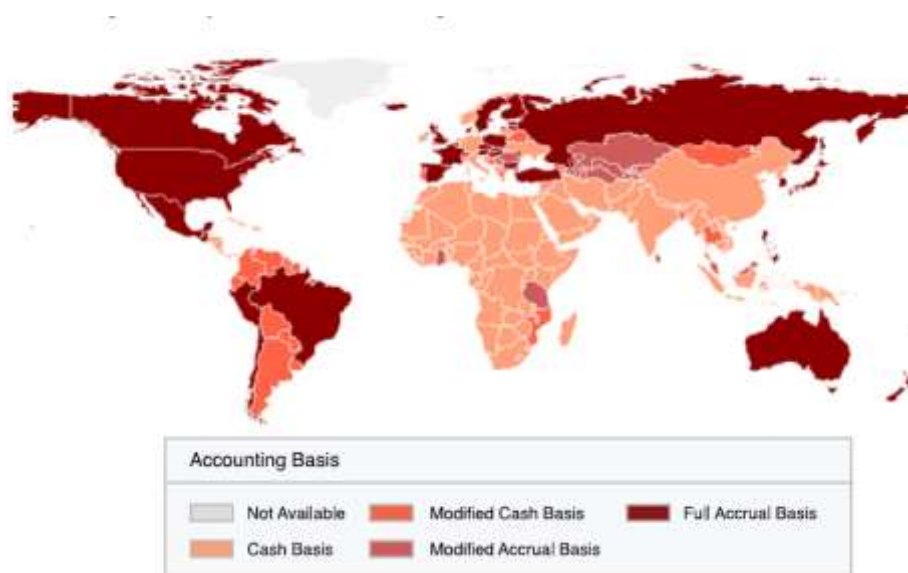 Accounting Basis
Not Available
Modified Cash Basis
Full Accrual Basis
Cash Basis
Modified Accrual Basis